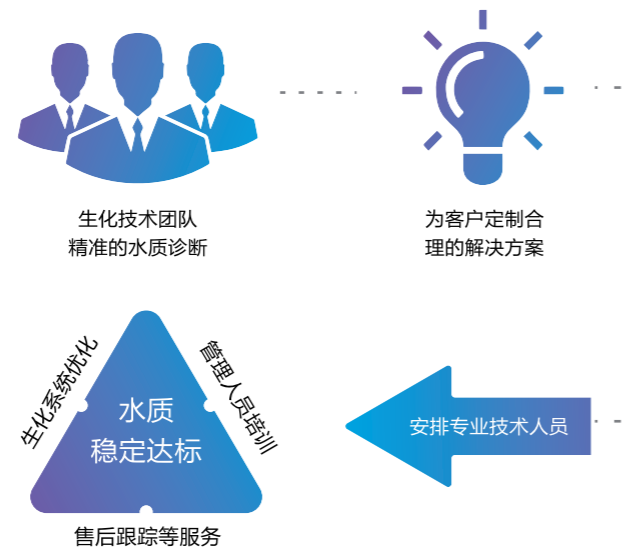 生化技术团队
精准的水质诊断
为客户定制合
理的解决方案
生化系统优化
管理人员培训
水质
稳定达标
售后跟踪等服务
安排专业技术人员